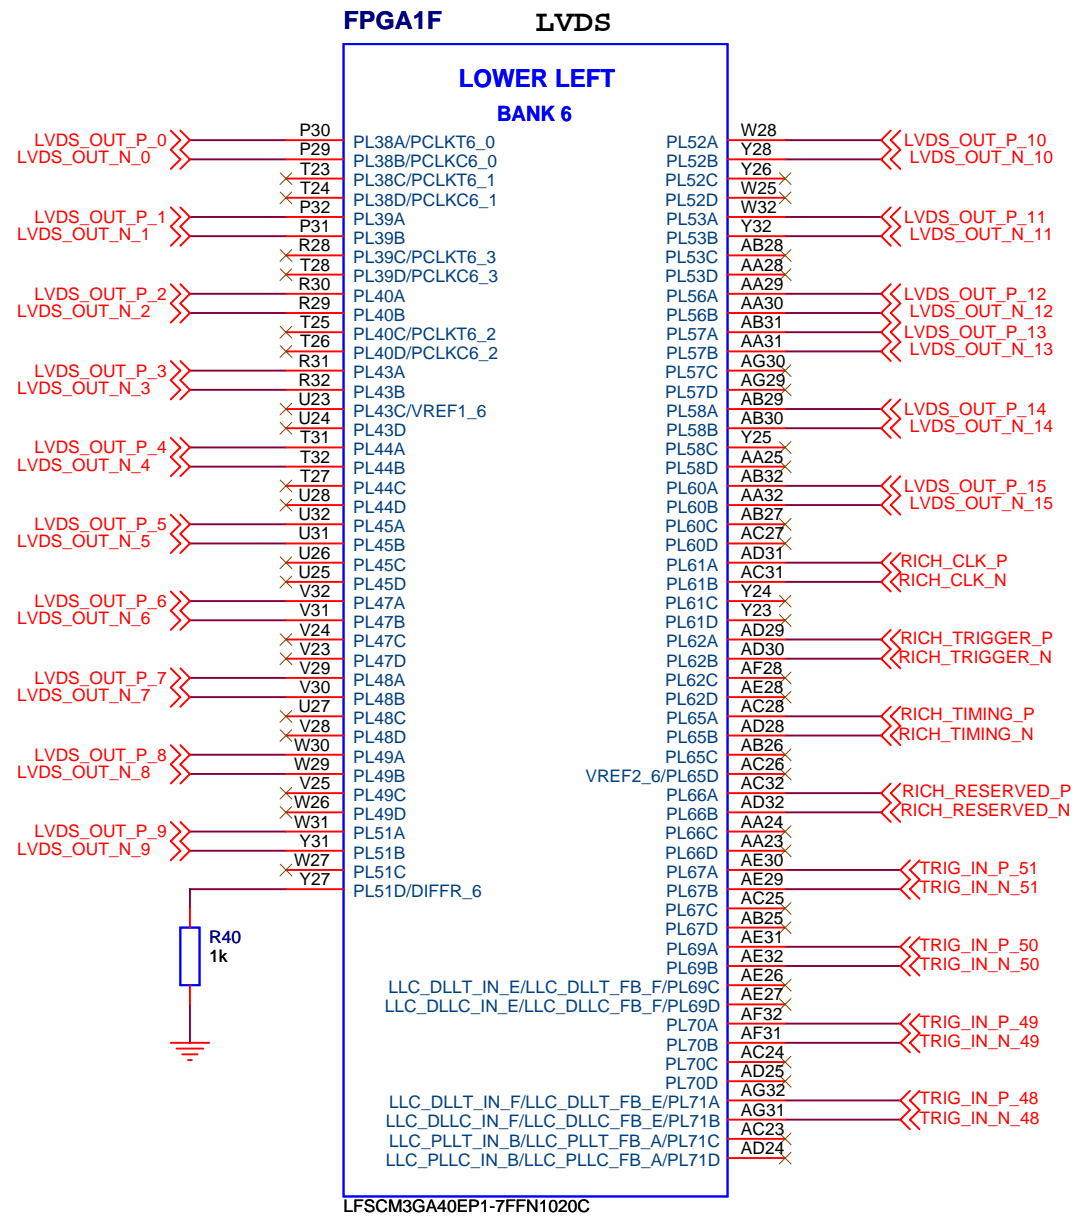 FPGA1F LVDS
LOWER LEFT
BANK 6
LVDS_OUT_P_0 P30 PL38A/PCLKT6_0
LVDS_OUT_N_0 P29 PL38B/PCLKC6_0
T23 PL38C/PCLKT6_1
T24 PL38D/PCLKC6_1
LVDS_OUT_P_1 P32 PL39A
LVDS_OUT_N_1 P31 PL39B
R28 PL39C/PCLKT6_3
T28 PL39D/PCLKC6_3
LVDS_OUT_P_2 R30 PL40A
LVDS_OUT_N_2 R29 PL40B
T25 PL40C/PCLKT6_2
T26 PL40D/PCLKC6_2
LVDS_OUT_P_3 R31 PL43A
LVDS_OUT_N_3 R32 PL43B
U23 PL43C/VREF1_6
U24 PL43D
LVDS_OUT_P_4 T31 PL44A
LVDS_OUT_N_4 T32 PL44B
T27 PL44C
U28 PL44D
LVDS_OUT_P_5 U32 PL45A
LVDS_OUT_N_5 U31 PL45B
U26 PL45C
U25 PL45D
LVDS_OUT_P_6 V32 PL47A
LVDS_OUT_N_6 V31 PL47B
V24 PL47C
V23 PL47D
LVDS_OUT_P_7 V29 PL48A
LVDS_OUT_N_7 V30 PL48B
U27 PL48C
V28 PL48D
LVDS_OUT_P_8 W30 PL49A
LVDS_OUT_N_8 W29 PL49B
V25 PL49C
W26 PL49D
LVDS_OUT_P_9 W31 PL51A
LVDS_OUT_N_9 Y31 PL51B
W27 PL51C
Y27 PL51D/DIFFR_6
R40
1k
PL52A W28 LVDS_OUT_P_10
PL52B Y28 LVDS_OUT_N_10
PL52C Y26
PL52D W25
PL53A W32 LVDS_OUT_P_11
PL53B Y32 LVDS_OUT_N_11
PL53C AB28
PL53D AA28
PL56A AA29 LVDS_OUT_P_12
PL56B AA30 LVDS_OUT_N_12
PL57A AB31 LVDS_OUT_P_13
PL57B AA31 LVDS_OUT_N_13
PL57C AG30
PL57D AG29
PL58A AB29 LVDS_OUT_P_14
PL58B AB30 LVDS_OUT_N_14
PL58C Y25
PL58D AA25
PL60A AB32 LVDS_OUT_P_15
PL60B AA32 LVDS_OUT_N_15
PL60C AB27
PL60D AC27
PL61A AD31 RICH_CLK_P
PL61B AC31 RICH_CLK_N
PL61C Y24
PL61D Y23
PL62A AD29 RICH_TRIGGER_P
PL62B AD30 RICH_TRIGGER_N
PL62C AF28
PL62D AE28
PL65A AC28 RICH_TIMING_P
PL65B AD28 RICH_TIMING_N
PL65C AB26
VREF2_6/PL65D AC26
PL66A AC32 RICH_RESERVED_P
PL66B AD32 RICH_RESERVED_N
PL66C AA24
PL66D AA23
PL67A AE30 TRIG_IN_P_51
PL67B AE29 TRIG_IN_N_51
PL67C AC25
PL67D AB25
PL69A AE31 TRIG_IN_P_50
PL69B AE32 TRIG_IN_N_50
LLC_DLLT_IN_E/LLC_DLLT_FB_F/PL69C AE26
LLC_DLLC_IN_E/LLC_DLLC_FB_F/PL69D AE27
PL70A AF32 TRIG_IN_P_49
PL70B AF31 TRIG_IN_N_49
PL70C AC24
PL70D AD25
LLC_DLLT_IN_F/LLC_DLLT_FB_E/PL71A AG32 TRIG_IN_P_48
LLC_DLLC_IN_F/LLC_DLLC_FB_E/PL71B AG31 TRIG_IN_N_48
LLC_PLLT_IN_B/LLC_PLLT_FB_A/PL71C AC23
LLC_PLLC_IN_B/LLC_PLLC_FB_A/PL71D AD24
LFSCM3GA40EP1-7FFN1020C